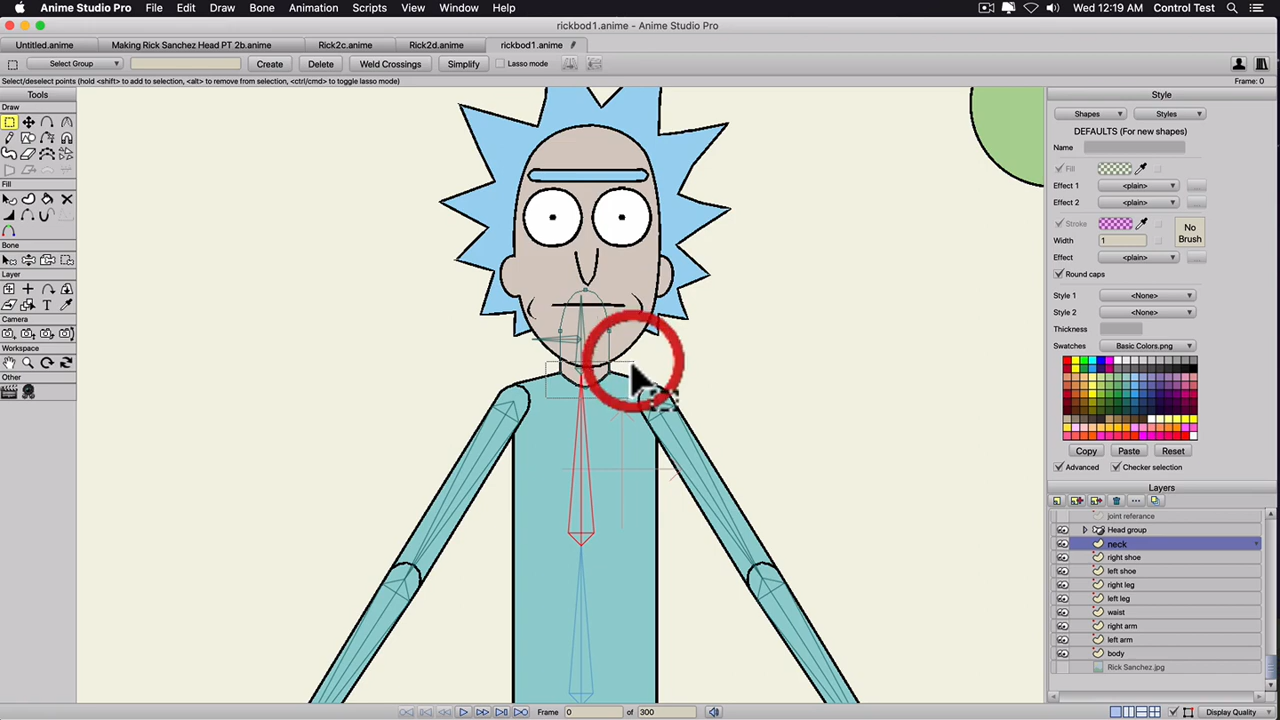 Anime Studio Pro File Edit Draw Bone Animation Scripts View Window Help Wed 12:19 AM Control Test
rickbod1.anime - Anime Studio Pro
Untitled.anime Making Rick Sanchez Head PT 2b.anime Rick2c.anime Rick2d.anime rickbod1.anime
Select Group Create Delete Weld Crossings Simplify Lasso mode
Select/deselect points (hold <shift> to add to selection, <alt> to remove from selection, <ctrl/cmd> to toggle lasso mode) Frame: 0
Tools Style
Draw
Shapes Styles
DEFAULTS (For new shapes)
Name
Fill
Effect 1 <plain> ...
Fill
Effect 2 <plain> ...
Stroke
No
Width 1
Brush
Bone
Effect <plain> ...
Layer
Round caps
Style 1 <None>
Camera
Style 2 <None>
Thickness
Workspace
Swatches Basic Colors.png
Other
Copy Paste Reset
Advanced Checker selection
Layers
joint referance
Head group
neck
right shoe
left shoe
right leg
left leg
waist
right arm
left arm
body
Rick Sanchez.jpg
Frame 0 of 300 Display Quality